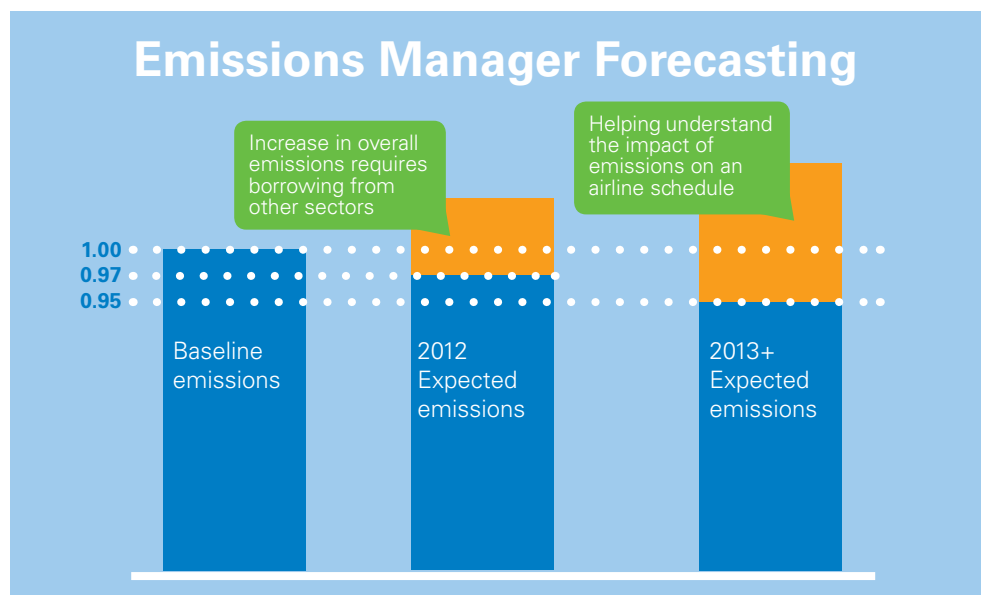 Emissions Manager Forecasting
Increase in overall
emissions requires
borrowing from
other sectors
Helping understand
the impact of
emissions on an
airline schedule
1.00
0.97
0.95
Baseline
emissions
2012
Expected
emissions
2013+
Expected
emissions